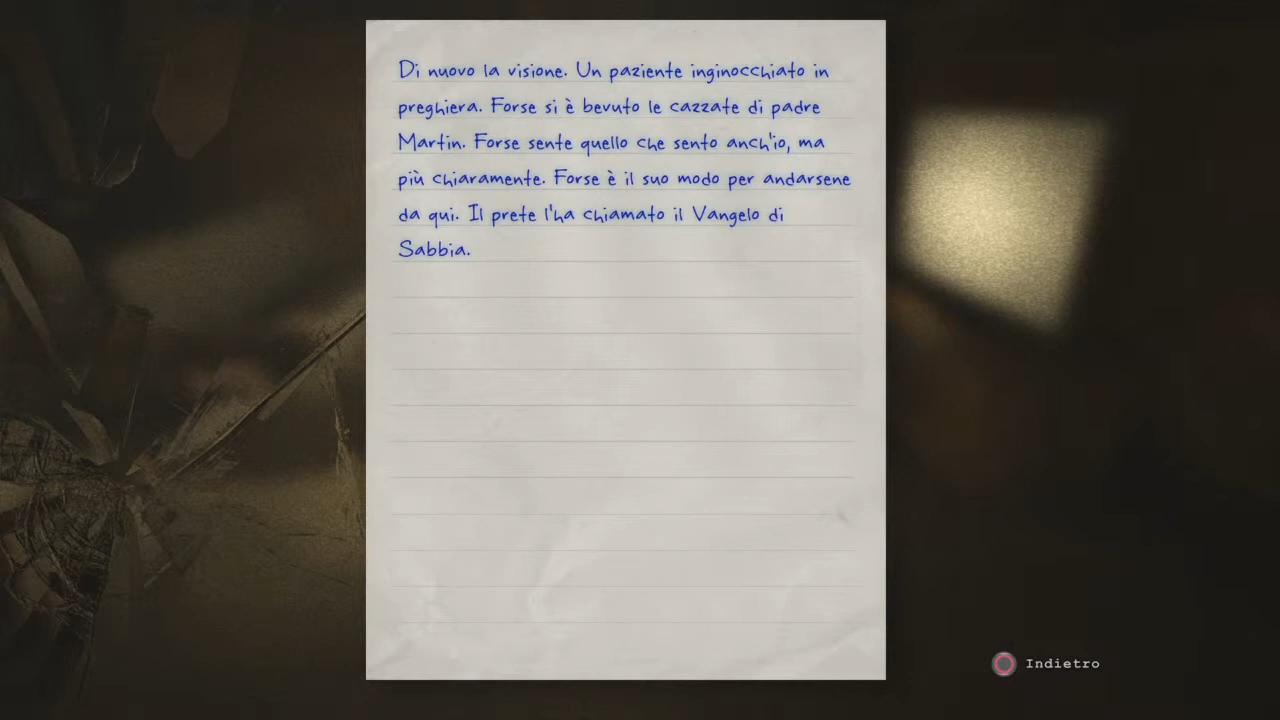 Di nuovo la visione. Un paziente inginocchiato in
preghiera. Forse si è bevuto le cazzate di padre
Martin. Forse sente quello che sento anch'io, ma
più chiaramente. Forse è il suo modo per andarsene
da qui. Il prete l'ha chiamato il Vangelo di
Sabbia.
Indietro